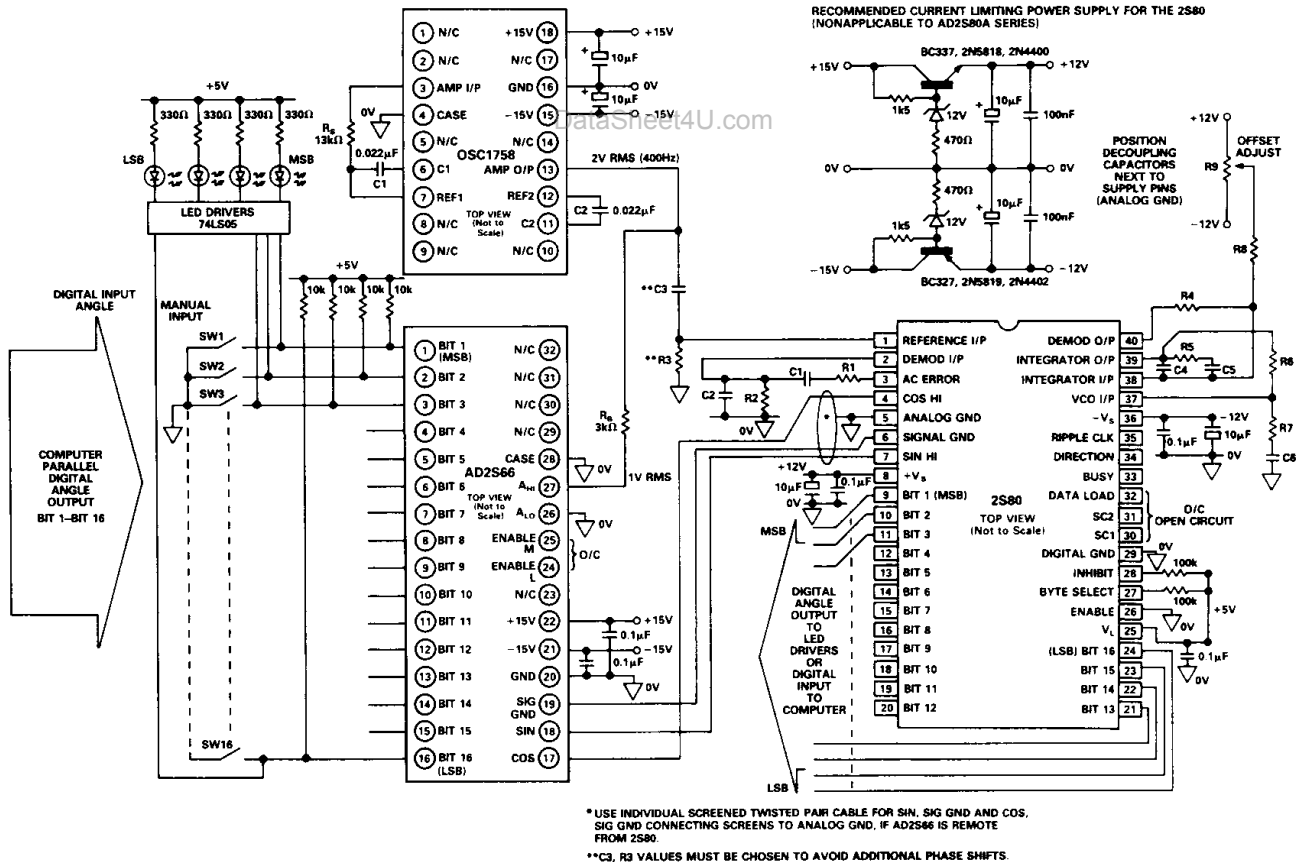 RECOMMENDED CURRENT LIMITING POWER SUPPLY FOR THE 2S80
(NONAPPLICABLE TO AD2S80A SERIES)
BC337, 2N5818, 2N4400
+15V
+12V
1k5
12V
470Ω
+
10μF
100nF
0V
0V
470Ω
1k5
12V
+
10μF
100nF
-15V
-12V
BC327, 2N5819, 2N4402
POSITION
DECOUPLING
CAPACITORS
NEXT TO
SUPPLY PINS
(ANALOG GND)
+12V
OFFSET
ADJUST
R9
-12V
R8
1 N/C
2 N/C
3 AMP I/P
4 CASE
5 N/C
6 C1
7 REF1
8 N/C
9 N/C
+15V 18
N/C 17
GND 16
-15V 15
N/C 14
AMP O/P 13
REF2 12
C2 11
N/C 10
OSC1758
TOP VIEW
(Not to
Scale)
+15V
+
10μF
0V
+
10μF
-15V
DataSheet4U.com
2V RMS (400Hz)
C2 0.022μF
0V
Rs
13kΩ
0.022μF
C1
+5V
330Ω 330Ω 330Ω 330Ω
LSB
MSB
LED DRIVERS
74LS05
+5V
10k 10k 10k 10k
DIGITAL INPUT
ANGLE
MANUAL
INPUT
SW1
SW2
SW3
SW16
COMPUTER
PARALLEL
DIGITAL
ANGLE
OUTPUT
BIT 1–BIT 16
1 BIT 1
(MSB)
2 BIT 2
3 BIT 3
4 BIT 4
5 BIT 5
6 BIT 6
7 BIT 7
8 BIT 8
9 BIT 9
10 BIT 10
11 BIT 11
12 BIT 12
13 BIT 13
14 BIT 14
15 BIT 15
16 BIT 16
(LSB)
N/C 32
N/C 31
N/C 30
N/C 29
CASE 28
AHI 27
ALO 26
ENABLE 25
M
ENABLE 24
L
N/C 23
+15V 22
-15V 21
GND 20
SIG 19
GND
SIN 18
COS 17
AD2S66
TOP VIEW
(Not to
Scale)
0V
1V RMS
0V
O/C
+15V
0.1μF
-15V
0.1μF
0V
Rs
3kΩ
**C3
**R3
C1
R1
C2
R2
0V
*
+12V
10μF
0.1μF
0V
MSB
LSB
DIGITAL
ANGLE
OUTPUT
TO
LED
DRIVERS
OR
DIGITAL
INPUT
TO
COMPUTER
1 REFERENCE I/P
2 DEMOD I/P
3 AC ERROR
4 COS HI
5 ANALOG GND
6 SIGNAL GND
7 SIN HI
8 +Vs
9 BIT 1 (MSB)
10 BIT 2
11 BIT 3
12 BIT 4
13 BIT 5
14 BIT 6
15 BIT 7
16 BIT 8
17 BIT 9
18 BIT 10
19 BIT 11
20 BIT 12
DEMOD O/P 40
INTEGRATOR O/P 39
INTEGRATOR I/P 38
VCO I/P 37
-Vs 36
RIPPLE CLK 35
DIRECTION 34
BUSY 33
DATA LOAD 32
SC2 31
SC1 30
DIGITAL GND 29
INHIBIT 28
BYTE SELECT 27
ENABLE 26
VL 25
(LSB) BIT 16 24
BIT 15 23
BIT 14 22
BIT 13 21
2S80
TOP VIEW
(Not to Scale)
R4
R5
C4
C5
R6
R7
C6
-12V
0.1μF
10μF
0V
O/C
OPEN CIRCUIT
0V
100k
100k
+5V
0V
0.1μF
0V
* USE INDIVIDUAL SCREENED TWISTED PAIR CABLE FOR SIN, SIG GND AND COS,
SIG GND CONNECTING SCREENS TO ANALOG GND, IF AD2S66 IS REMOTE
FROM 2S80.
**C3, R3 VALUES MUST BE CHOSEN TO AVOID ADDITIONAL PHASE SHIFTS.